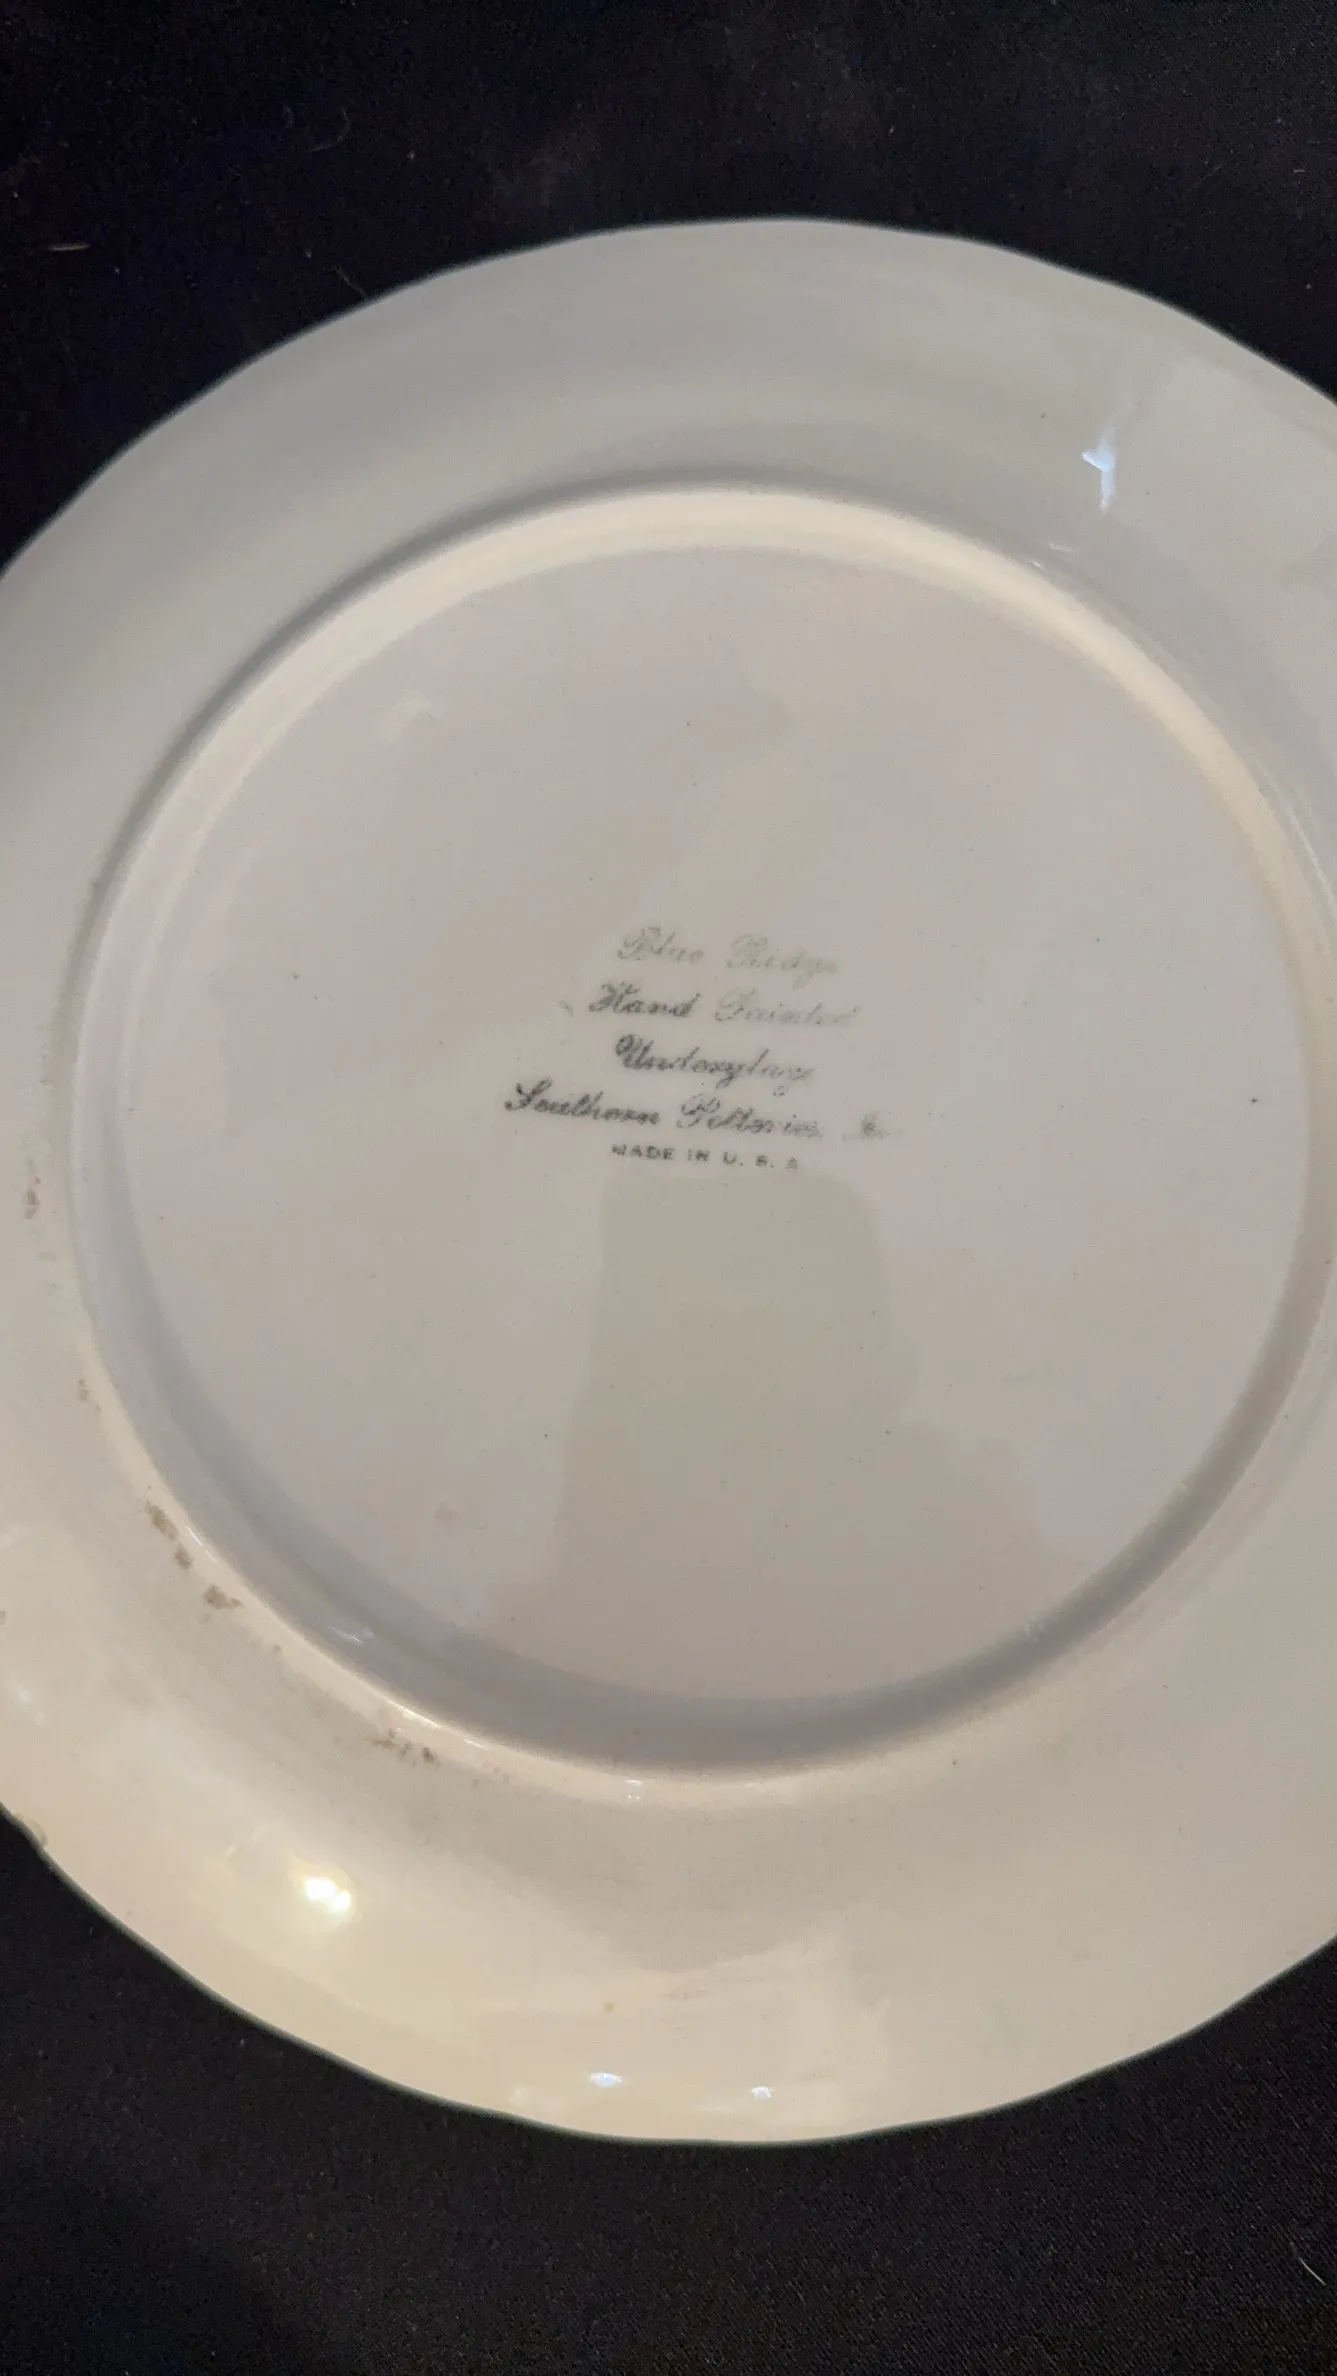 Blue Ridge
Hand Painted
Underglaze
Southern Potteries, Inc.
MADE IN U. S. A.